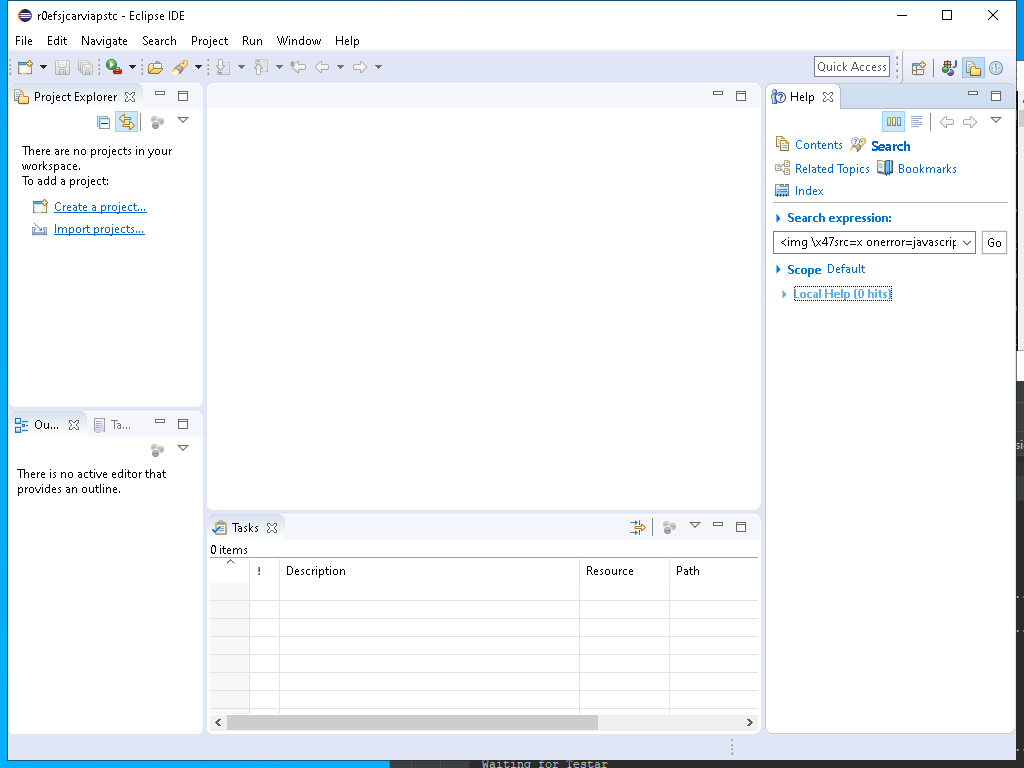 r0efsjcarviapstc - Eclipse IDE
File Edit Navigate Search Project Run Window Help
Quick Access
Project Explorer
There are no projects in your
workspace.
To add a project:
Create a project...
Import projects...
Ou... Ta...
There is no active editor that
provides an outline.
Tasks
0 items
! Description Resource Path
Help
Contents Search
Related Topics Bookmarks
Index
Search expression:
<img \x47src=x onerror=javascrip Go
Scope Default
Local Help (0 hits)
Waiting for Testar